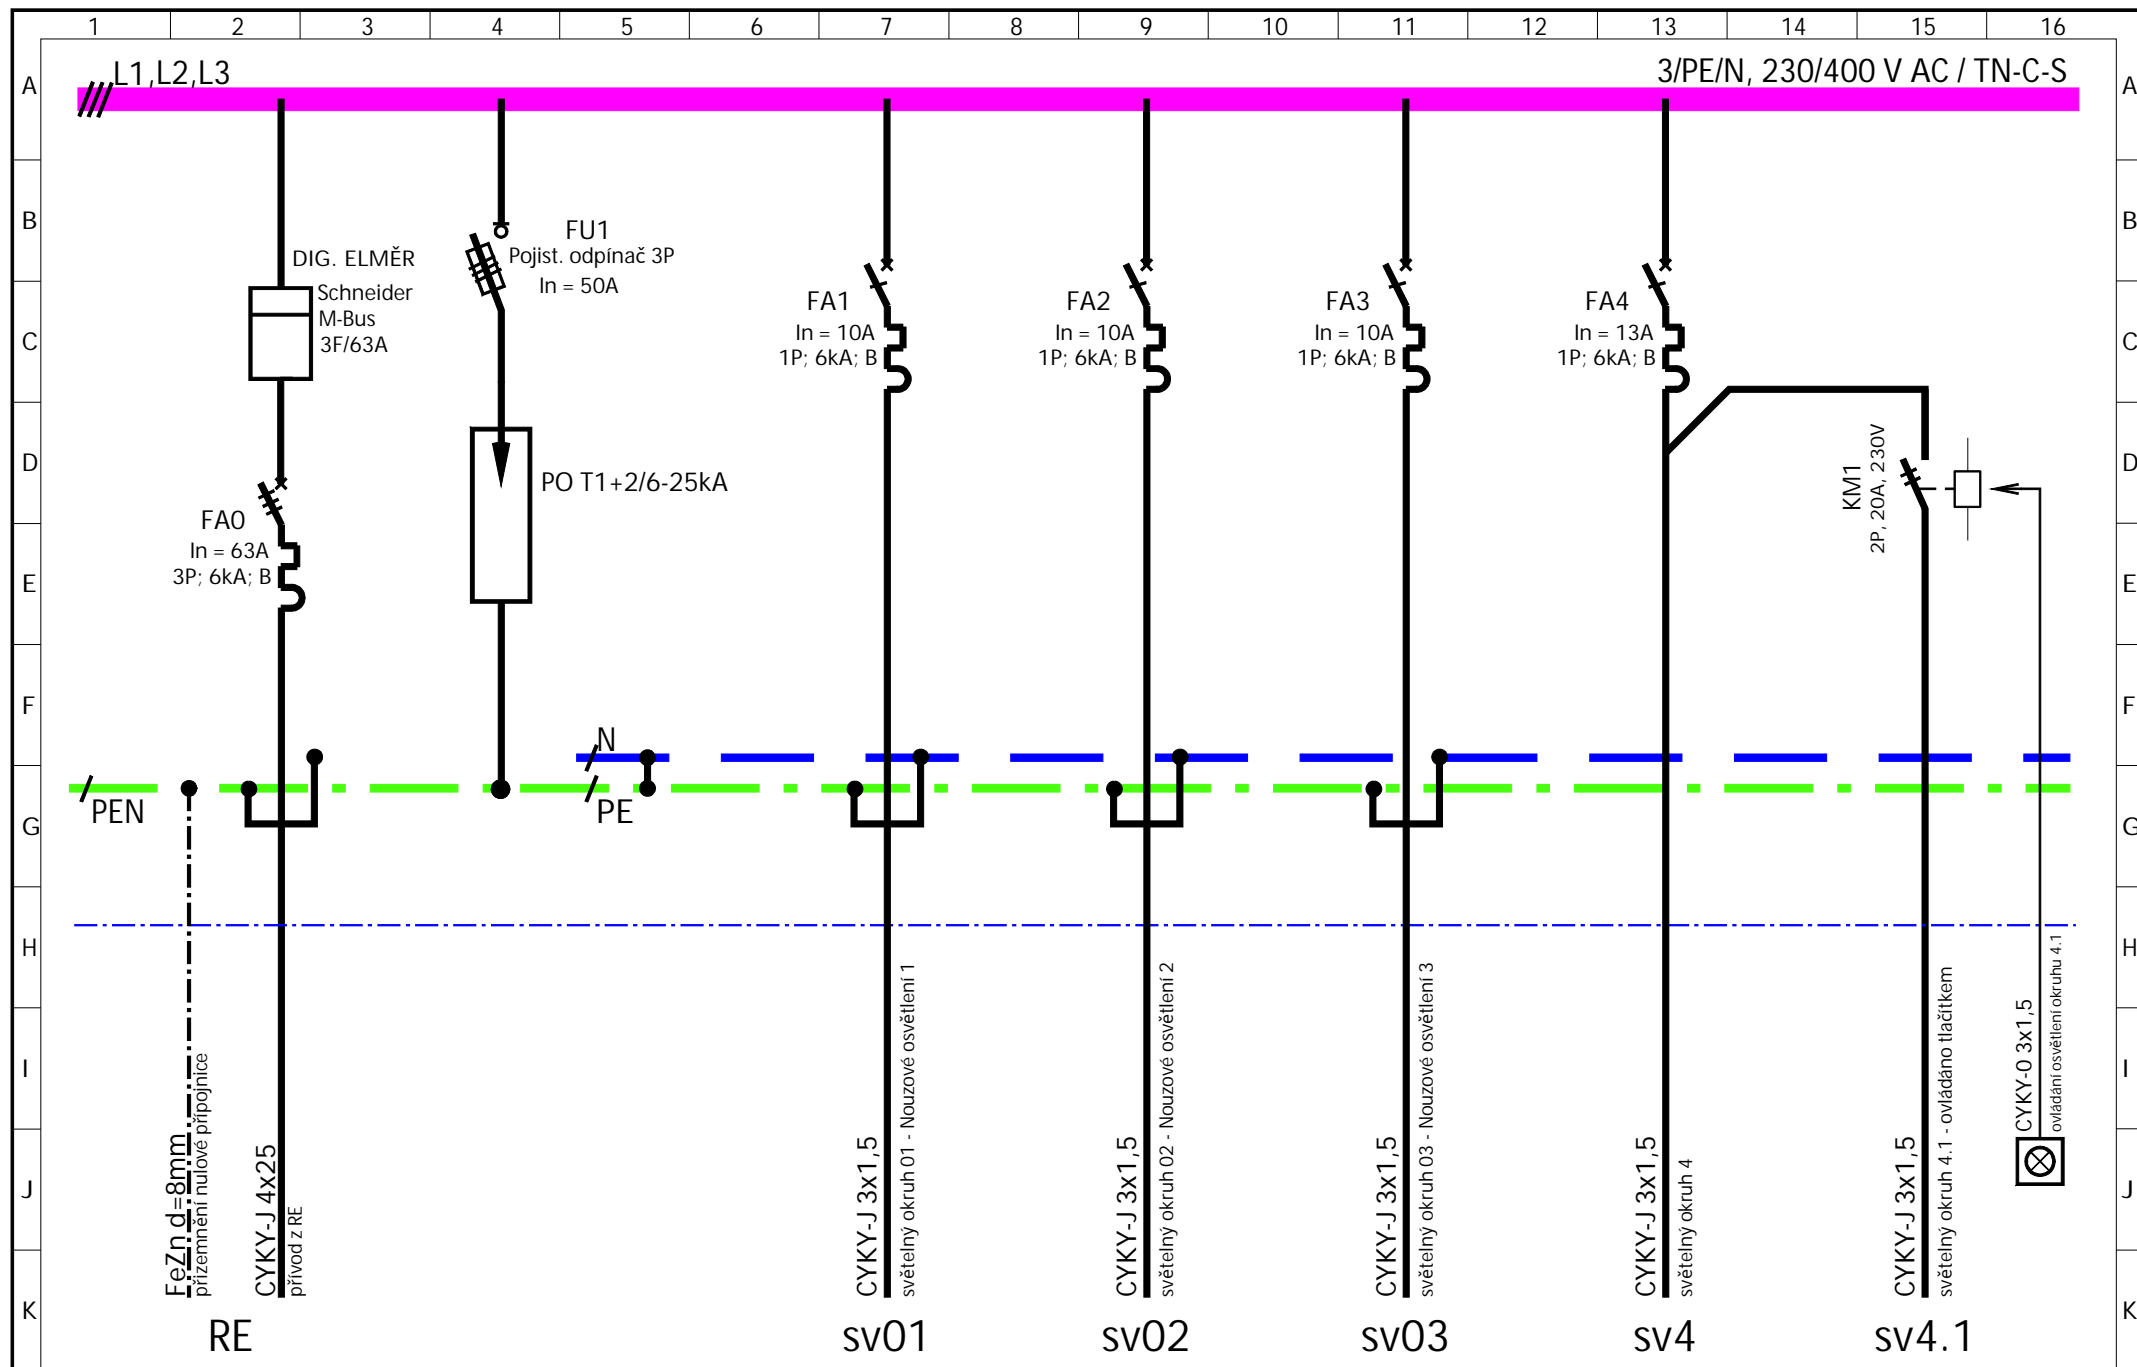 1 2 3 4 5 6 7 8 9 10 11 12 13 14 15 16
A A
B B
C C
D D
E E
F F
G G
H H
I I
J J
K K
L1,L2,L3
3/PE/N, 230/400 V AC / TN-C-S
DIG. ELMĚR
Schneider
M-Bus
3F/63A
FA0
In = 63A
3P; 6kA; B
FU1
Pojist. odpínač 3P
In = 50A
PO T1+2/6-25kA
FA1
In = 10A
1P; 6kA; B
FA2
In = 10A
1P; 6kA; B
FA3
In = 10A
1P; 6kA; B
FA4
In = 13A
1P; 6kA; B
KM1
2P, 20A, 230V
N
PEN
PE
FeZn d=8mm
přizemnění nulové přípojnice
CYKY-J 4x25
přívod z RE
CYKY-J 3x1,5
světelný okruh 01 - Nouzové osvětlení 1
CYKY-J 3x1,5
světelný okruh 02 - Nouzové osvětlení 2
CYKY-J 3x1,5
světelný okruh 03 - Nouzové osvětlení 3
CYKY-J 3x1,5
světelný okruh 4
CYKY-J 3x1,5
světelný okruh 4.1 - ovládáno tlačítkem
CYKY-0 3x1,5
ovládání osvětlení okruhu 4.1
RE
sv01
sv02
sv03
sv4
sv4.1